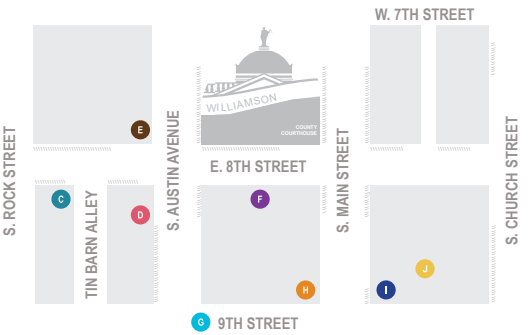 W. 7TH STREET
WILLIAMSON
COUNTY
COURTHOUSE
E
S. ROCK STREET
S. AUSTIN AVENUE
S. MAIN STREET
S. CHURCH STREET
E. 8TH STREET
C
TIN BARN ALLEY
D
F
H
I
J
G
9TH STREET